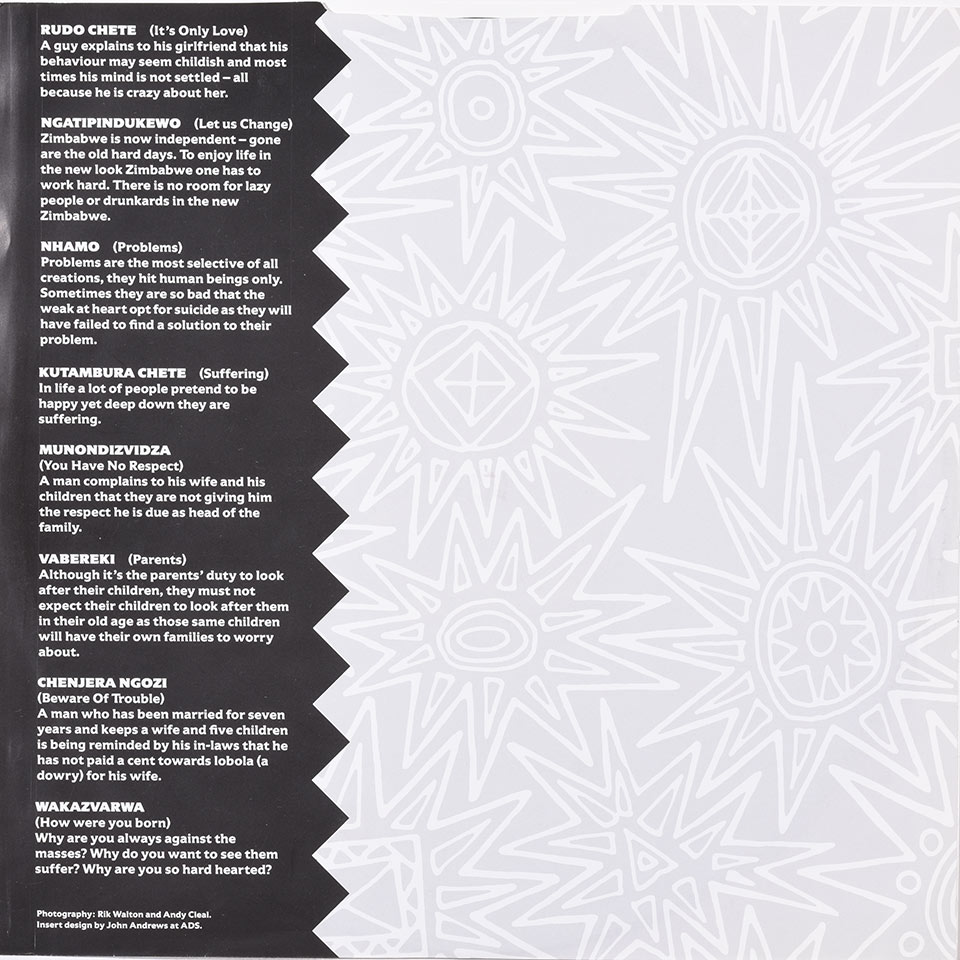 RUDO CHETE (It's Only Love)
A guy explains to his girlfriend that his
behaviour may seem childish and most
times his mind is not settled – all
because he is crazy about her.
NGATIPINDUKEWO (Let us Change)
Zimbabwe is now independent – gone
are the old hard days. To enjoy life in
the new look Zimbabwe one has to
work hard. There is no room for lazy
people or drunkards in the new
Zimbabwe.
NHAMO (Problems)
Problems are the most selective of all
creations, they hit human beings only.
Sometimes they are so bad that the
weak at heart opt for suicide as they will
have failed to find a solution to their
problem.
KUTAMBURA CHETE (Suffering)
In life a lot of people pretend to be
happy yet deep down they are
suffering.
MUNONDIZVIDZA
(You Have No Respect)
A man complains to his wife and his
children that they are not giving him
the respect he is due as head of the
family.
VABEREKI (Parents)
Although it's the parents' duty to look
after their children, they must not
expect their children to look after them
in their old age as those same children
will have their own families to worry
about.
CHENJERA NGOZI
(Beware Of Trouble)
A man who has been married for seven
years and keeps a wife and five children
is being reminded by his in-laws that he
has not paid a cent towards lobola (a
dowry) for his wife.
WAKAZVARWA
(How were you born)
Why are you always against the
masses? Why do you want to see them
suffer? Why are you so hard hearted?
Photography: Rik Walton and Andy Cleal.
Insert design by John Andrews at ADS.